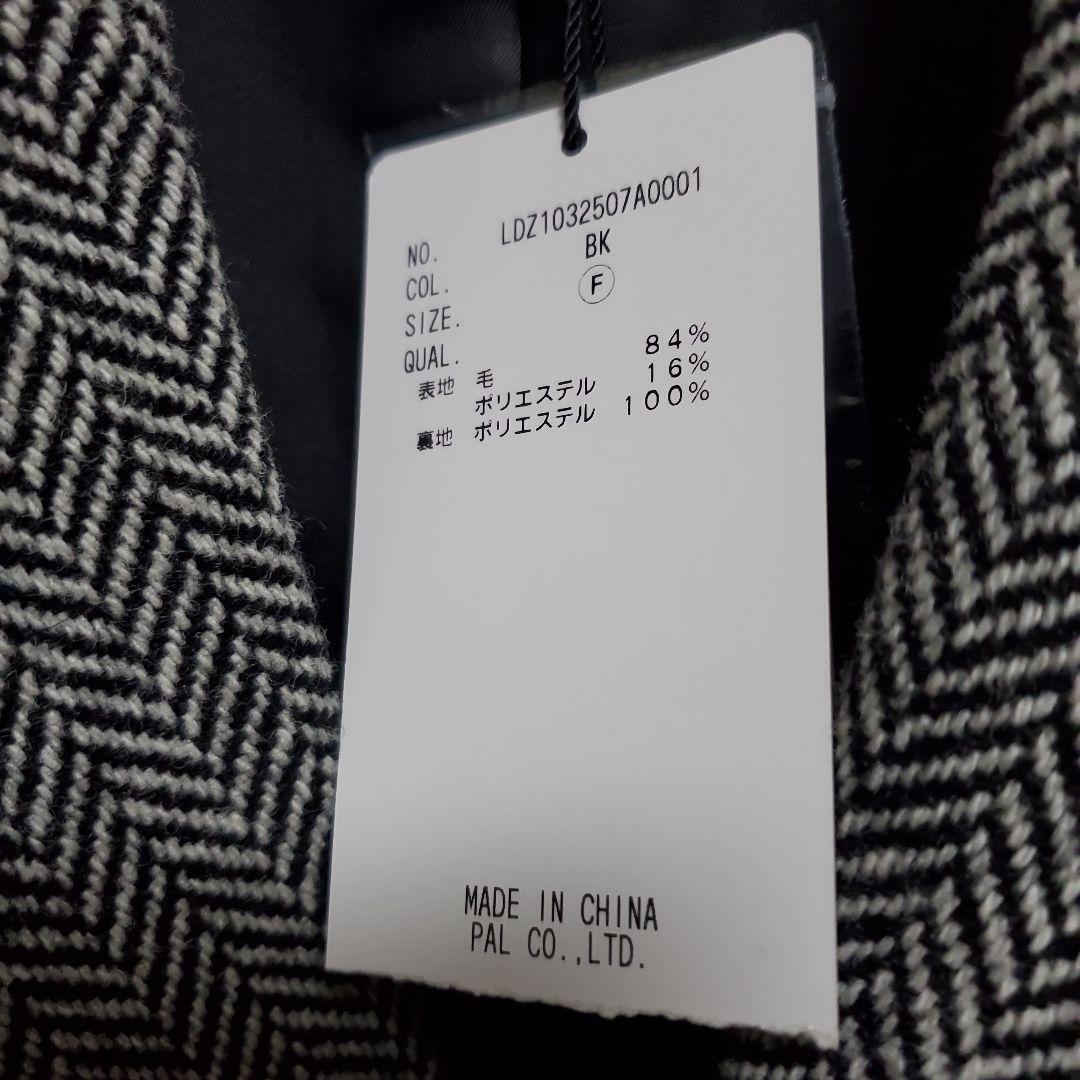 NO. LDZ1032507A0001
COL. BK
SIZE. F
QUAL.
表地 毛 84%
ポリエステル 16%
裏地 ポリエステル 100%
MADE IN CHINA
PAL CO.,LTD.